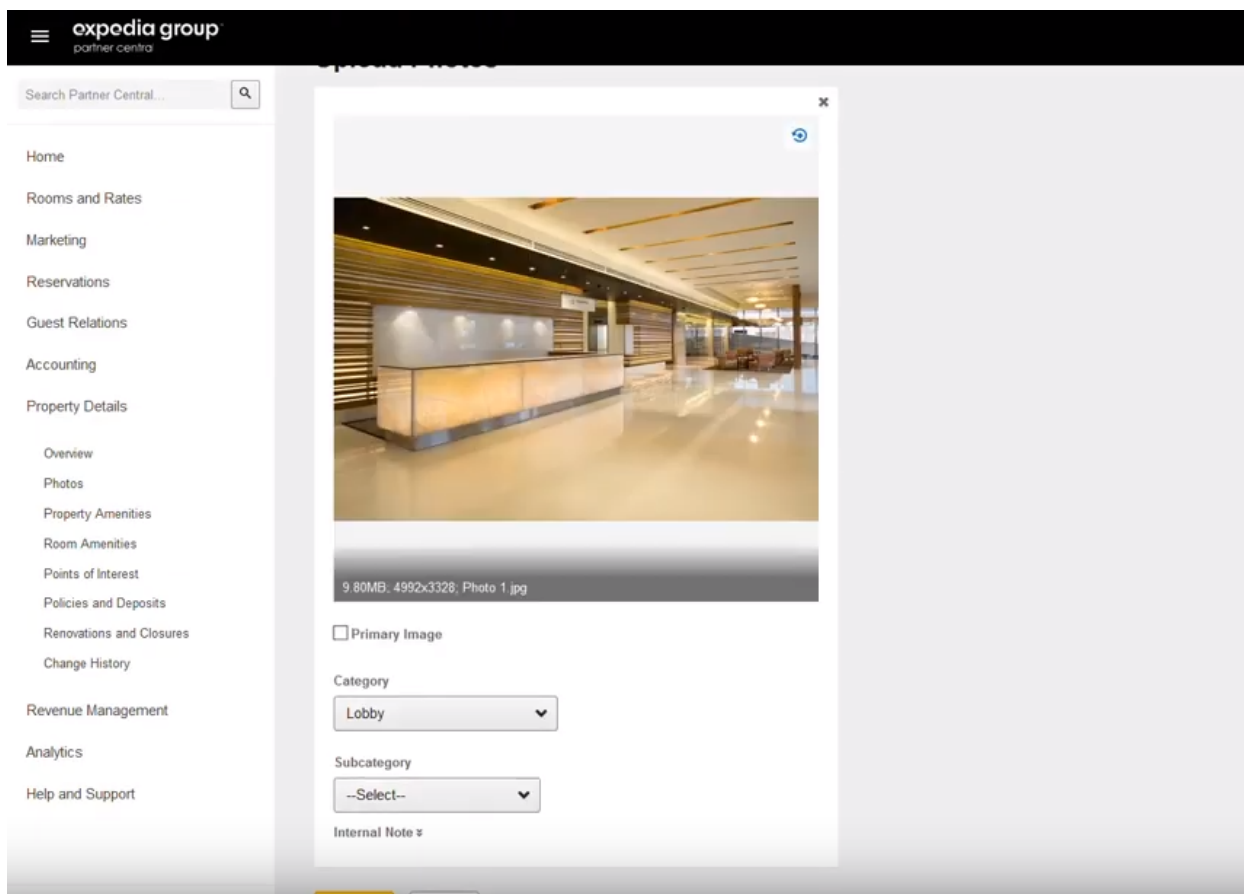 expedia group
partner central
Upload Photos
Search Partner Central...
Home
Rooms and Rates
Marketing
Reservations
Guest Relations
Accounting
Property Details
Overview
Photos
Property Amenities
Room Amenities
Points of Interest
Policies and Deposits
Renovations and Closures
Change History
Revenue Management
Analytics
Help and Support
9.80MB; 4992x3328; Photo 1.jpg
Primary Image
Category
Lobby
Subcategory
--Select--
Internal Note